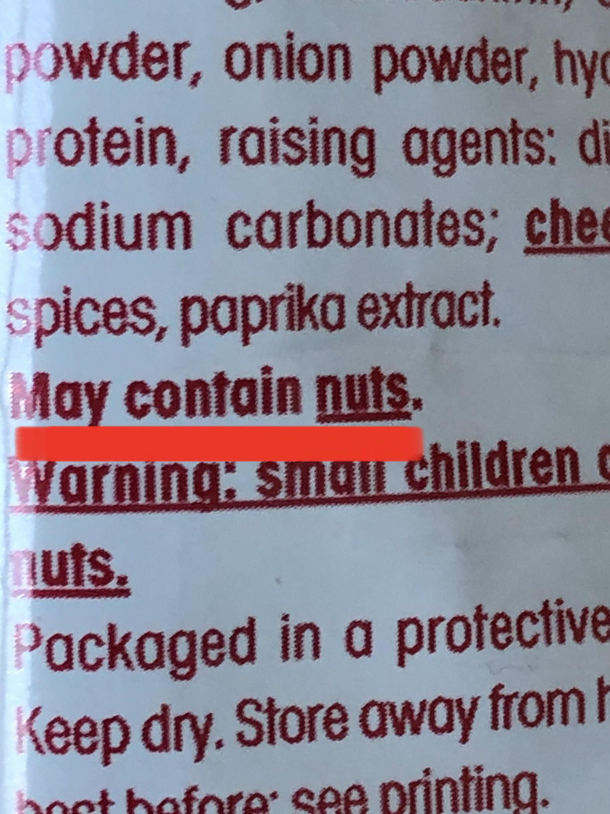 powder, onion powder,
protein, raising agents:
sodium carbonates;
spices, paprika extract.
May contain nuts.
Warning: small children
nuts.
Packaged in a protective
Keep dry. Store away from
best before: see printing.